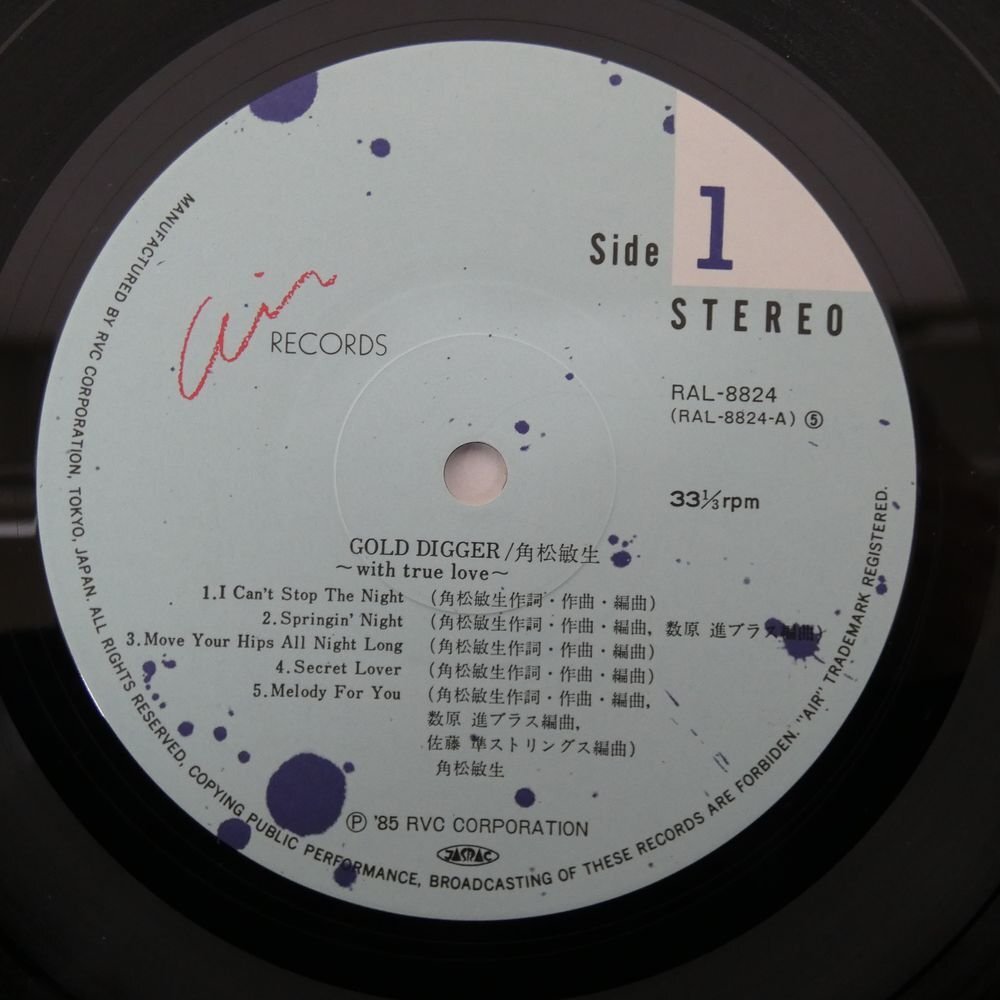 Side 1
STEREO
Air RECORDS
RAL-8824
(RAL-8824-A) ⑤
33⅓rpm
GOLD DIGGER/角松敏生
~with true love~
1.I Can't Stop The Night (角松敏生作詞・作曲・編曲)
2.Springin' Night (角松敏生作詞・作曲・編曲, 数原 進ブラス編曲)
3.Move Your Hips All Night Long (角松敏生作詞・作曲・編曲)
4.Secret Lover (角松敏生作詞・作曲・編曲)
5.Melody For You (角松敏生作詞・作曲・編曲,
数原 進ブラス編曲,
佐藤 準ストリングス編曲)
角松敏生
Ⓟ '85 RVC CORPORATION
JASRAC
MANUFACTURED BY RVC CORPORATION, TOKYO, JAPAN. ALL RIGHTS RESERVED, COPYING PUBLIC PERFORMANCE, BROADCASTING OF THESE RECORDS ARE FORBIDDEN. "AIR" TRADEMARK REGISTERED.